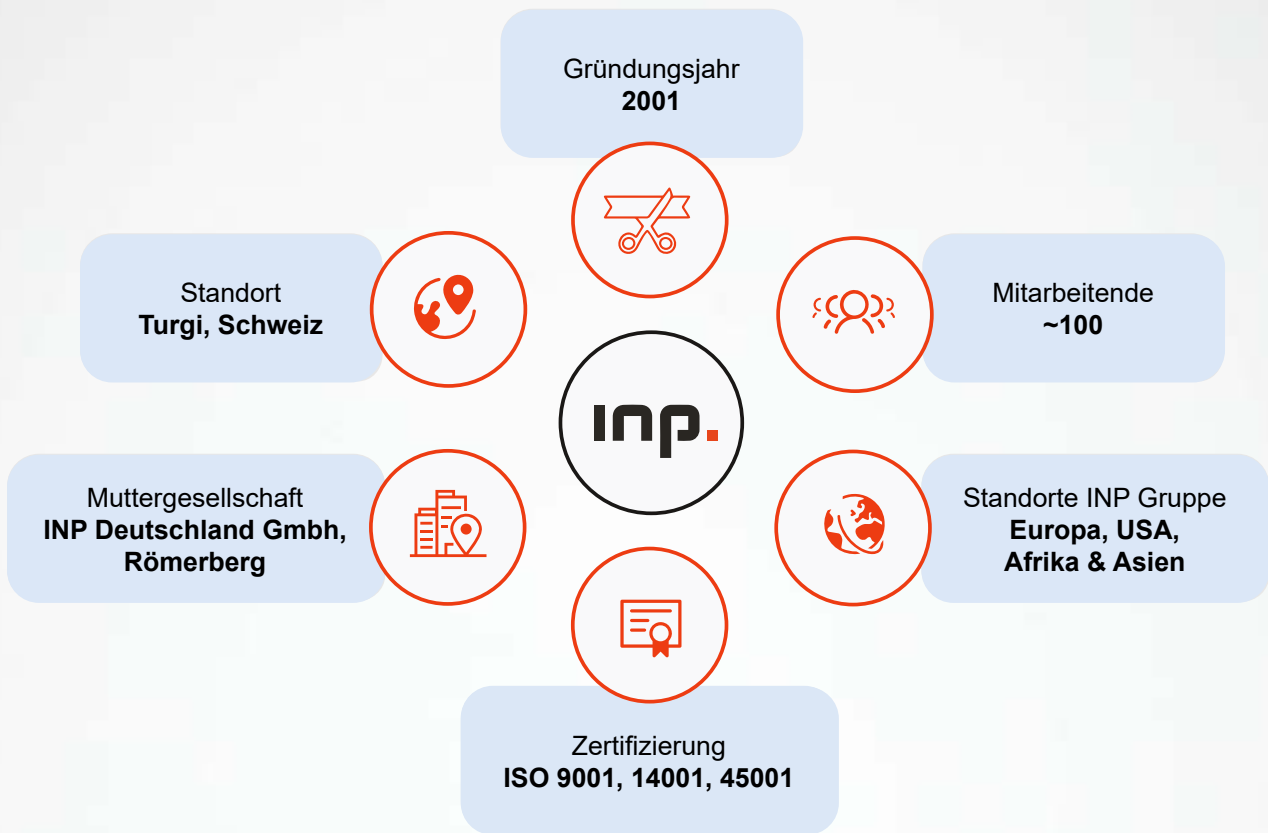 Gründungsjahr
2001
Standort
Turgi, Schweiz
Mitarbeitende
~100
inp.
Muttergesellschaft
INP Deutschland Gmbh,
Römerberg
Standorte INP Gruppe
Europa, USA,
Afrika & Asien
Zertifizierung
ISO 9001, 14001, 45001